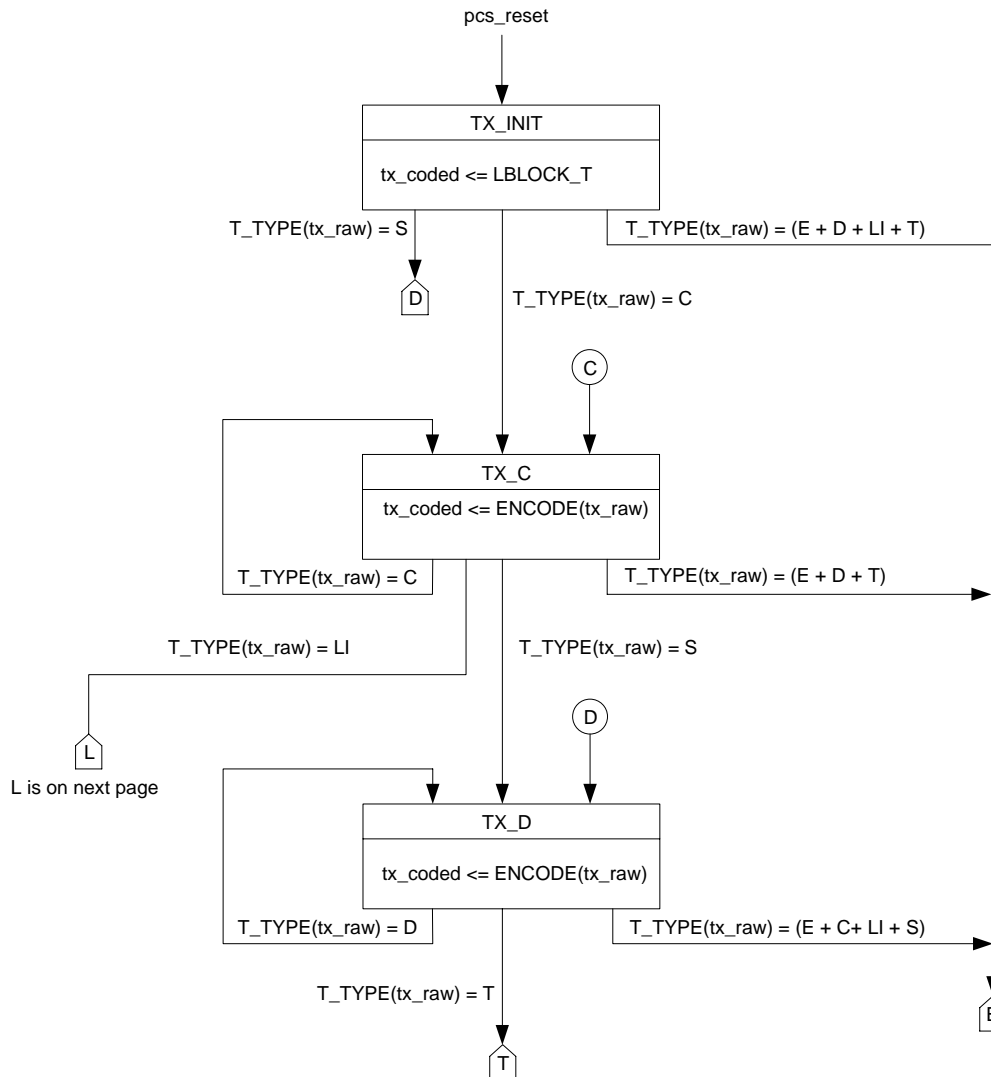 pcs_reset
TX_INIT
tx_coded <= LBLOCK_T
T_TYPE(tx_raw) = S
T_TYPE(tx_raw) = (E + D + LI + T)
D
T_TYPE(tx_raw) = C
C
TX_C
tx_coded <= ENCODE(tx_raw)
T_TYPE(tx_raw) = C
T_TYPE(tx_raw) = (E + D + T)
T_TYPE(tx_raw) = LI
T_TYPE(tx_raw) = S
D
L
L is on next page
TX_D
tx_coded <= ENCODE(tx_raw)
T_TYPE(tx_raw) = D
T_TYPE(tx_raw) = (E + C+ LI + S)
T_TYPE(tx_raw) = T
T